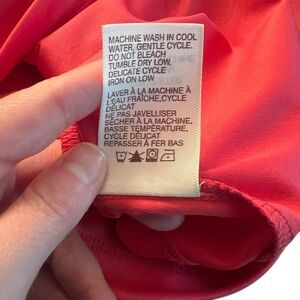 MACHINE WASH IN COOL
WATER, GENTLE CYCLE.
DO NOT BLEACH
TUMBLE DRY LOW,
DELICATE CYCLE
IRON ON LOW
LAVER À LA MACHINE À
L'EAU FRAÎCHE,CYCLE
DÉLICAT
NE PAS JAVELLISER
SÉCHER À LA MACHINE,
BASSE TEMPÉRATURE,
CYCLE DÉLICAT
REPASSER À FER BAS